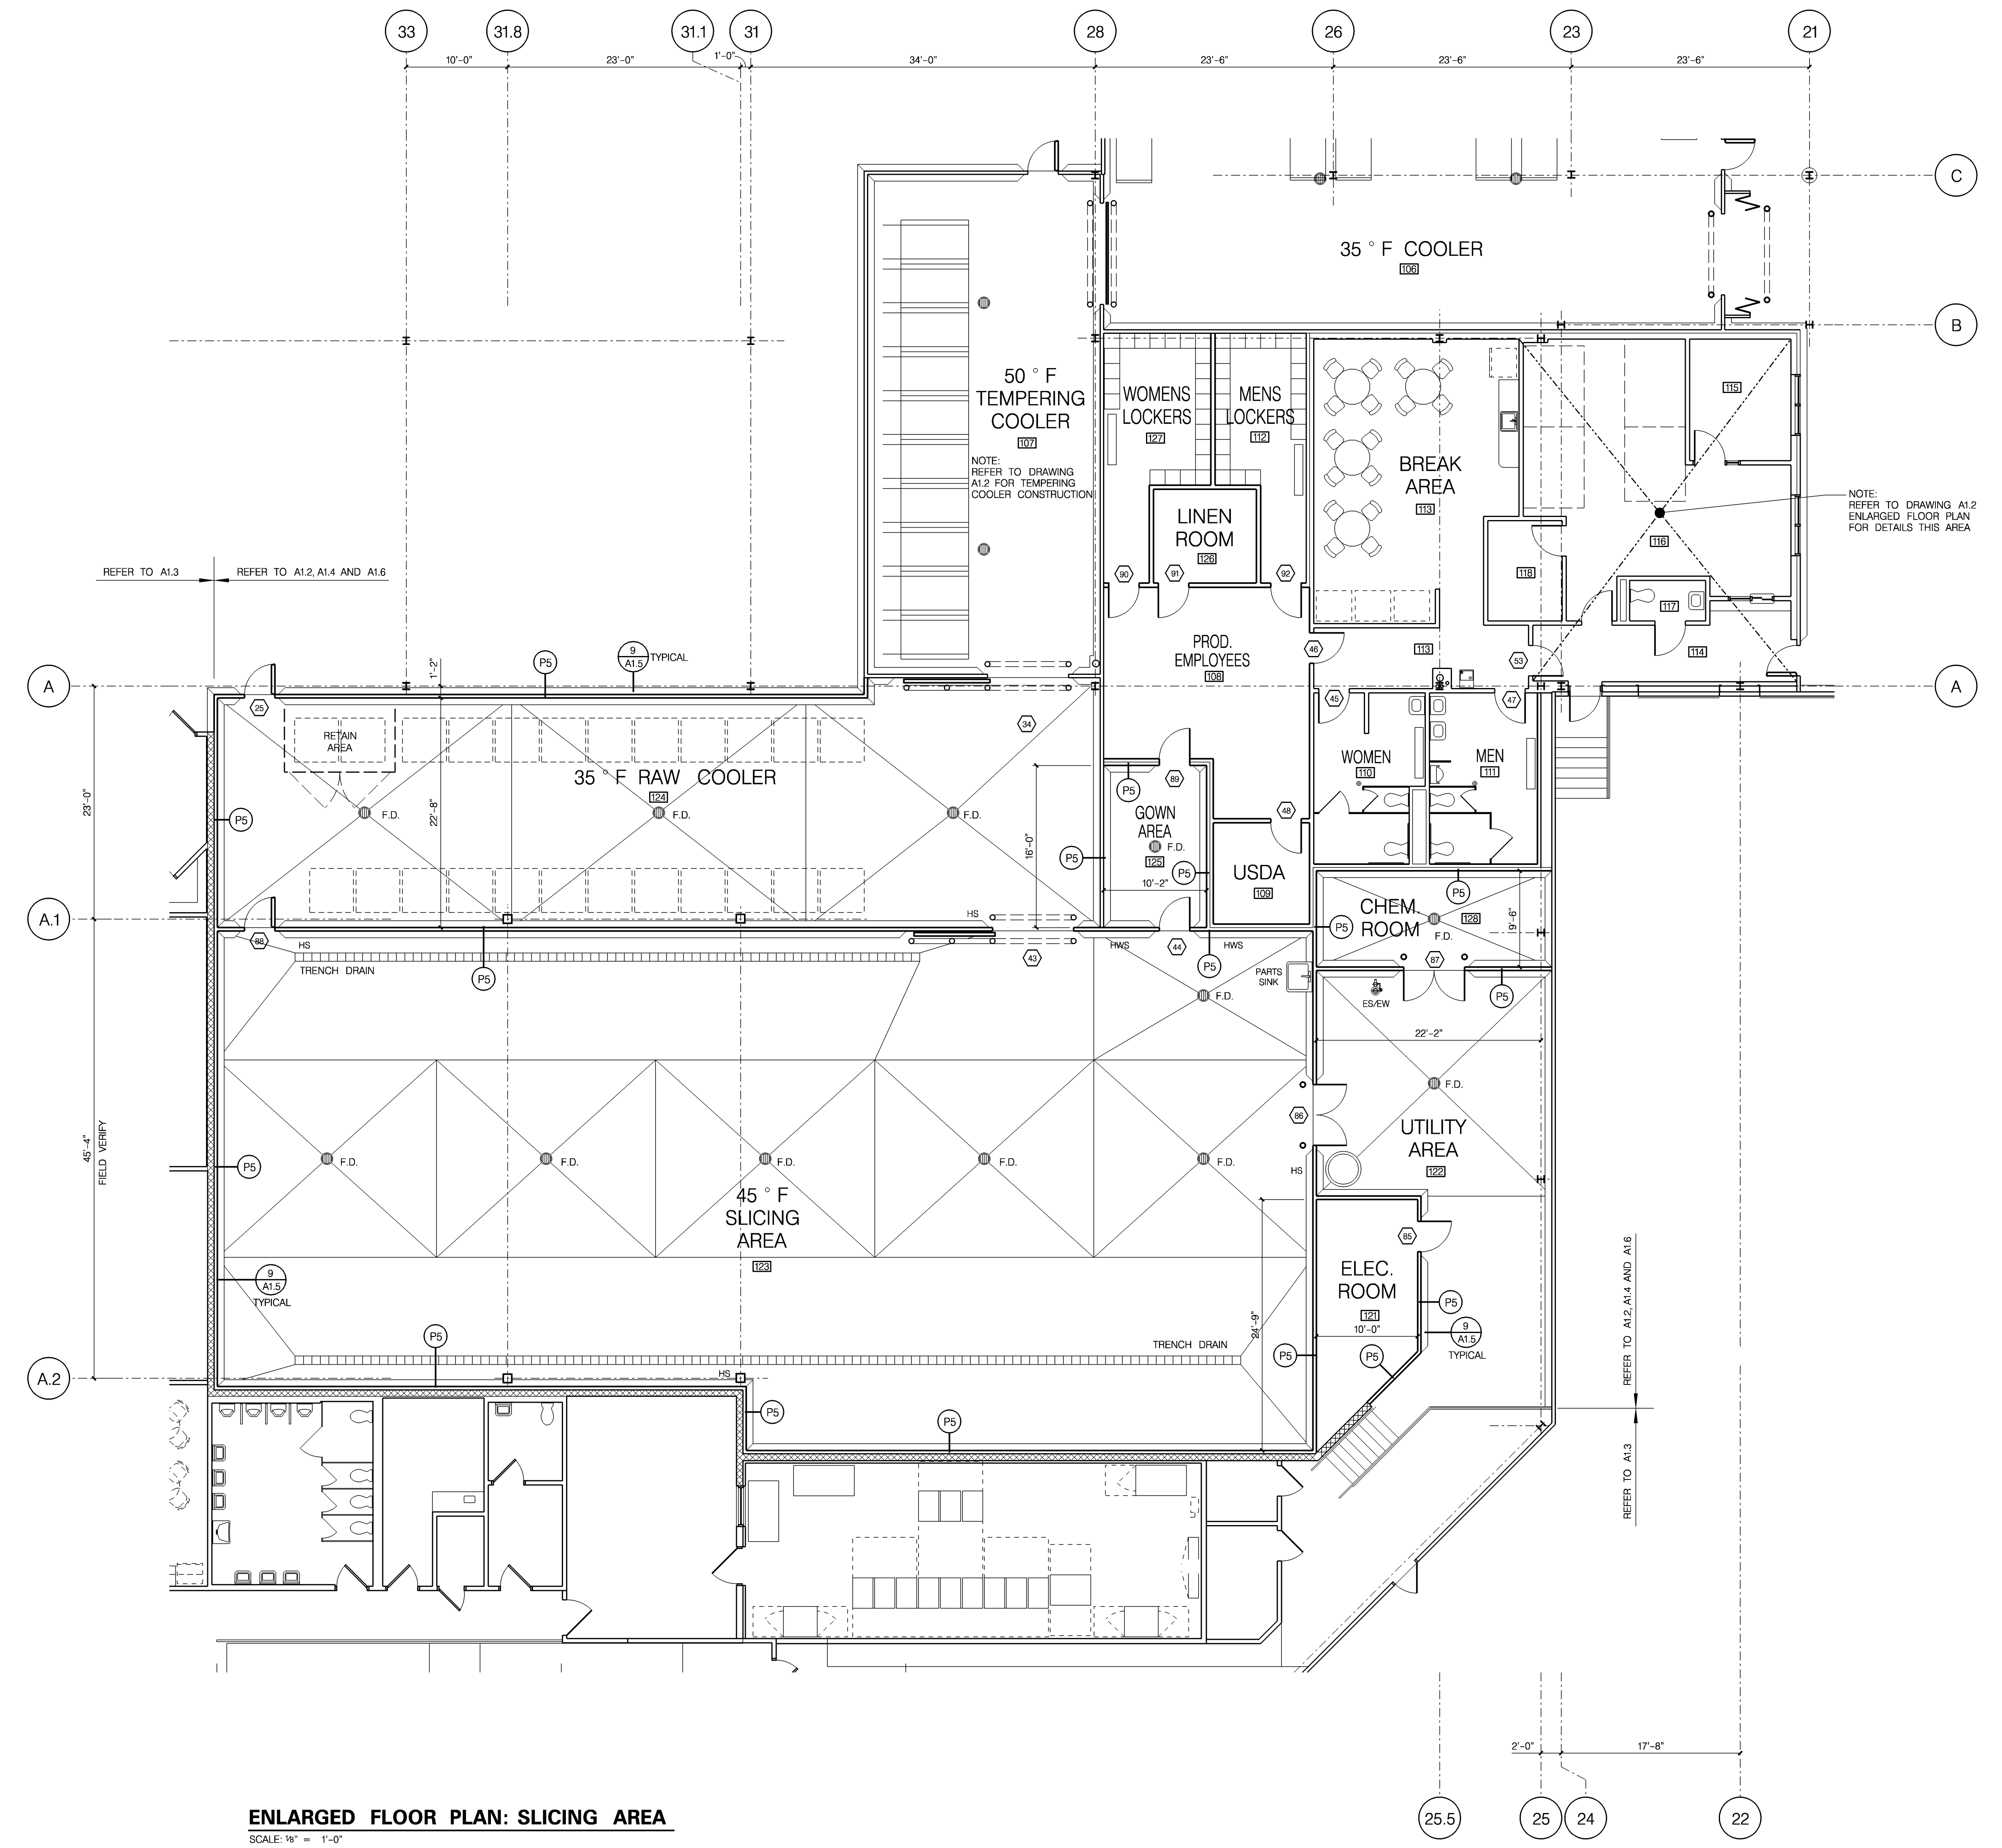 33
31.8
31.1
31
28
26
23
21
10'-0"
23'-0"
1'-0"
34'-0"
23'-6"
23'-6"
23'-6"
C
35 ° F COOLER
106
B
50 ° F
TEMPERING
COOLER
107
NOTE:
REFER TO DRAWING
A1.2 FOR TEMPERING
COOLER CONSTRUCTION
WOMENS
LOCKERS
127
MENS
LOCKERS
112
BREAK
AREA
113
115
LINEN
ROOM
126
NOTE:
REFER TO DRAWING A1.2
ENLARGED FLOOR PLAN
FOR DETAILS THIS AREA
116
118
117
114
90
91
92
REFER TO A1.3
REFER TO A1.2, A1.4 AND A1.6
PROD.
EMPLOYEES
108
46
113
53
P5
9
A1.5
TYPICAL
1'-2"
A
A
25
RETAIN
AREA
34
45
47
35 ° F RAW COOLER
124
WOMEN
110
MEN
111
23'-0"
22'-8"
P5
F.D.
F.D.
F.D.
16'-0"
P5
89
GOWN
AREA
F.D.
125
P5
P5
10'-2"
48
USDA
109
P5
CHEM.
ROOM
128
F.D.
9'-6"
P5
A.1
88
HS
HS
TRENCH DRAIN
P5
43
HWS
44
HWS
P5
PARTS
SINK
F.D.
87
ES/EW
P5
22'-2"
F.D.
86
UTILITY
AREA
122
HS
45'-4"
FIELD VERIFY
P5
F.D.
F.D.
F.D.
F.D.
F.D.
45 ° F
SLICING
AREA
123
85
ELEC.
ROOM
121
10'-0"
P5
9
A1.5
TYPICAL
9
A1.5
TYPICAL
24'-9"
P5
P5
P5
TRENCH DRAIN
HS
A.2
P5
P5
REFER TO A1.2, A1.4 AND A1.6
REFER TO A1.3
2'-0"
17'-8"
25.5
25
24
22
ENLARGED FLOOR PLAN: SLICING AREA
SCALE: 1/8" = 1'-0"